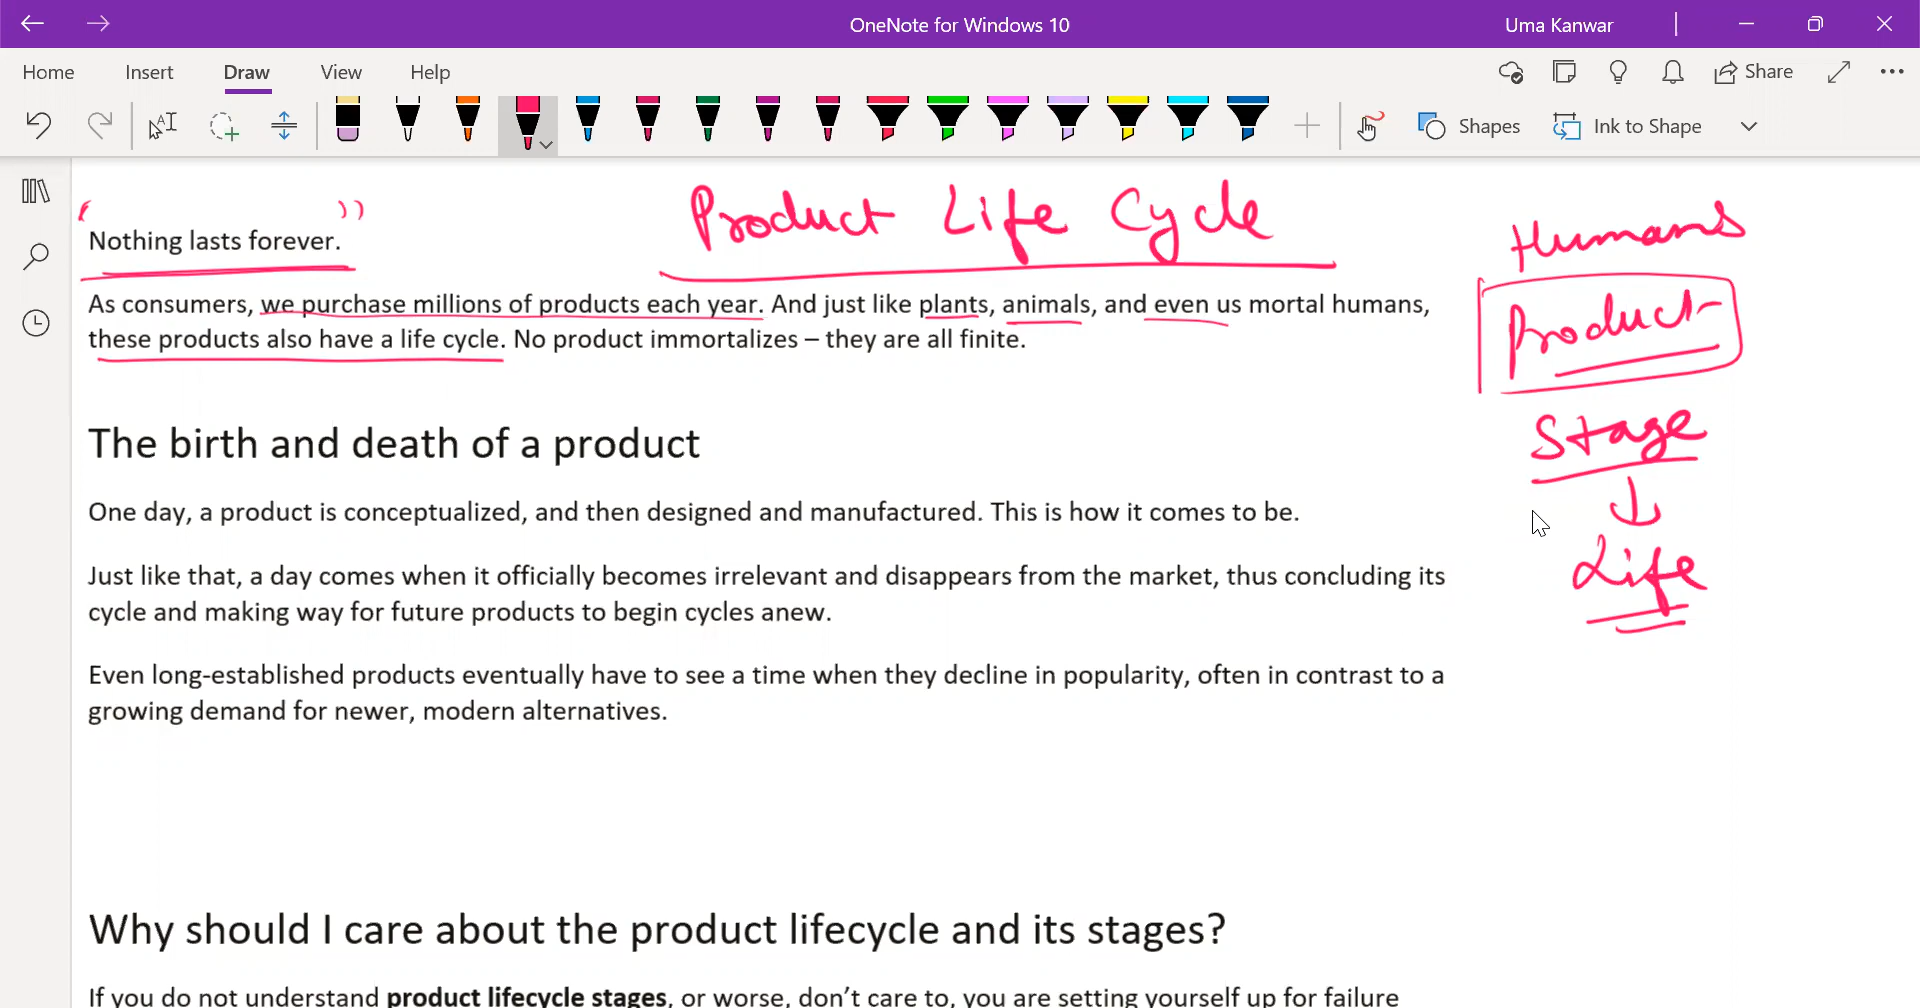 OneNote for Windows 10
Uma Kanwar
Home Insert Draw View Help
Share
Shapes Ink to Shape
Product Life Cycle
" "
Nothing lasts forever.
As consumers, we purchase millions of products each year. And just like plants, animals, and even us mortal humans,
these products also have a life cycle. No product immortalizes – they are all finite.
Humans
Product
Stage
↓
Life
The birth and death of a product
One day, a product is conceptualized, and then designed and manufactured. This is how it comes to be.
Just like that, a day comes when it officially becomes irrelevant and disappears from the market, thus concluding its
cycle and making way for future products to begin cycles anew.
Even long-established products eventually have to see a time when they decline in popularity, often in contrast to a
growing demand for newer, modern alternatives.
Why should I care about the product lifecycle and its stages?
If you do not understand product lifecycle stages, or worse, don't care to, you are setting yourself up for failure